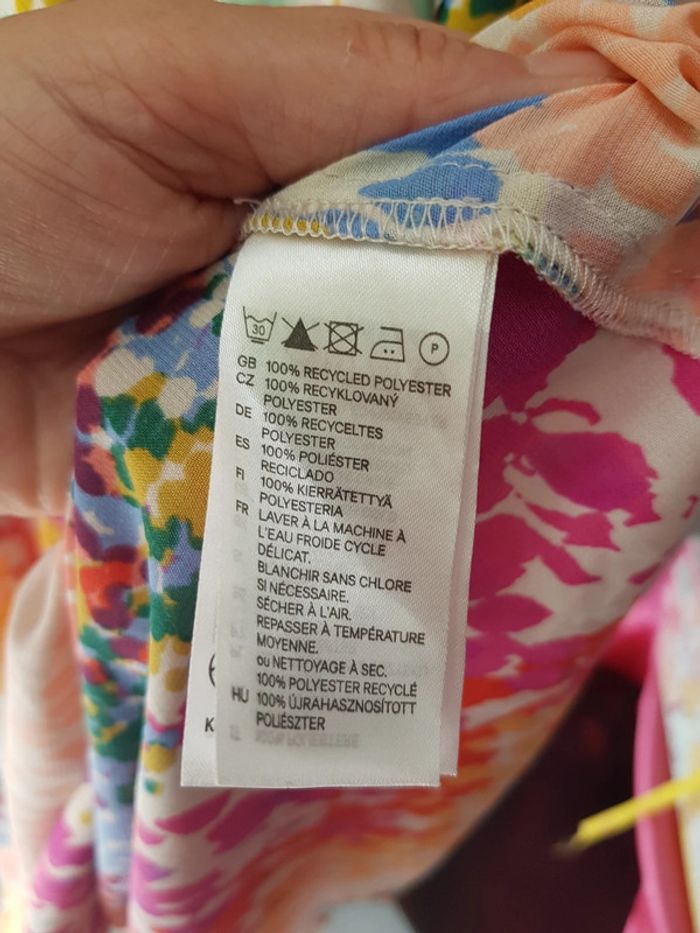 30 P
GB 100% RECYCLED POLYESTER
CZ 100% RECYKLOVANÝ
POLYESTER
DE 100% RECYCELTES
POLYESTER
ES 100% POLIÉSTER
RECICLADO
FI 100% KIERRÄTETTYÄ
POLYESTERIA
FR LAVER À LA MACHINE À
L'EAU FROIDE CYCLE
DÉLICAT.
BLANCHIR SANS CHLORE
SI NÉCESSAIRE.
SÉCHER À L'AIR.
REPASSER À TEMPÉRATURE
MOYENNE.
OU NETTOYAGE À SEC.
100% POLYESTER RECYCLÉ
HU 100% ÚJRAHASZNOSÍTOTT
POLIÉSZTER
K